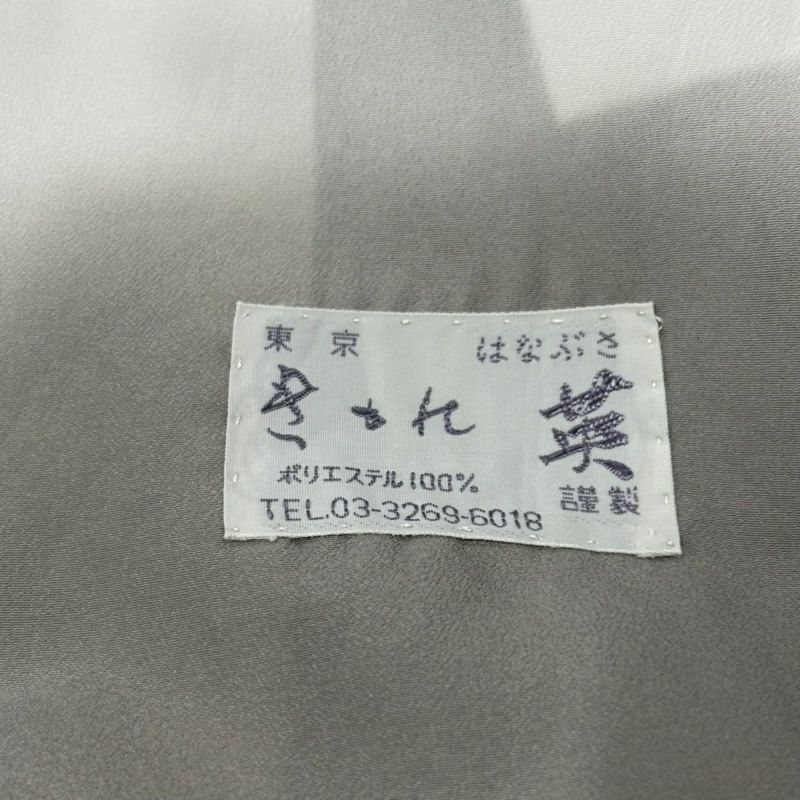 東京 はなぶさ
きもの 英
ポリエステル100%
TEL.03-3269-6018 謹製